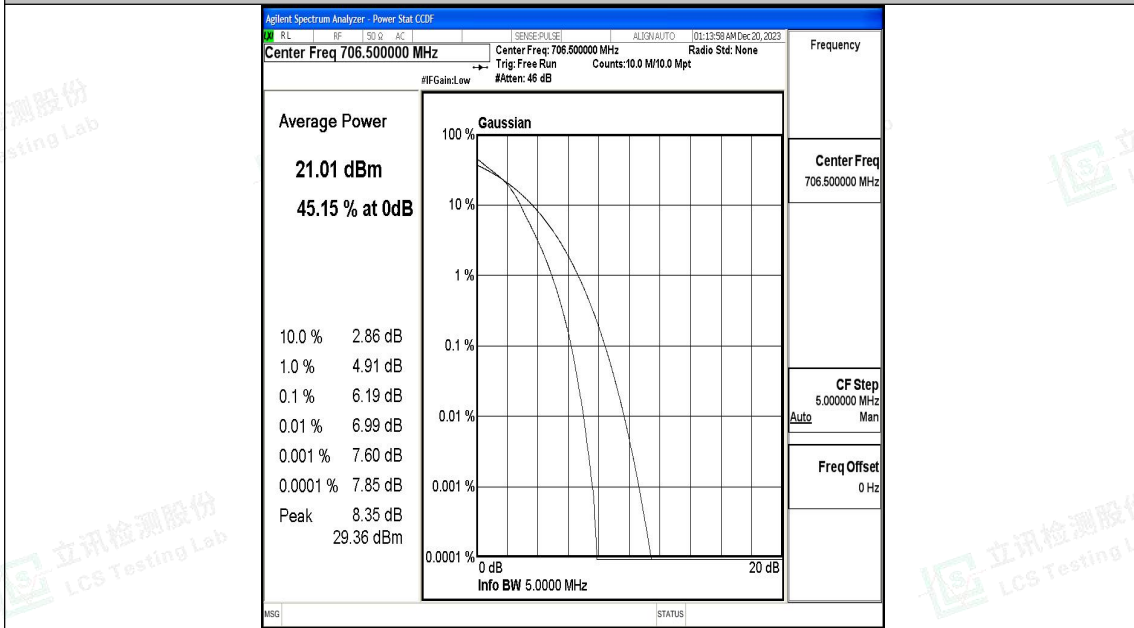 Agilent Spectrum Analyzer - Power Stat CCDF
RL RF 50 Ω AC SENSE:PULSE ALIGN AUTO 01:13:58 AM Dec 20, 2023
Center Freq 706.500000 MHz
Center Freq: 706.500000 MHz Radio Std: None
Trig: Free Run Counts:10.0 M/10.0 Mpt
#IFGain:Low #Atten: 46 dB
Frequency
Average Power
21.01 dBm
45.15 % at 0dB
10.0 % 2.86 dB
1.0 % 4.91 dB
0.1 % 6.19 dB
0.01 % 6.99 dB
0.001 % 7.60 dB
0.0001 % 7.85 dB
Peak 8.35 dB
29.36 dBm
Gaussian
100 %
10 %
1 %
0.1 %
0.01 %
0.001 %
0.0001 %
0 dB 20 dB
Info BW 5.0000 MHz
Center Freq
706.500000 MHz
CF Step
5.000000 MHz
Auto Man
Freq Offset
0 Hz
MSG STATUS
立讯检测股份
LCS Testing Lab
立讯检测股份
LCS Testing L
测股份
sting Lab
立